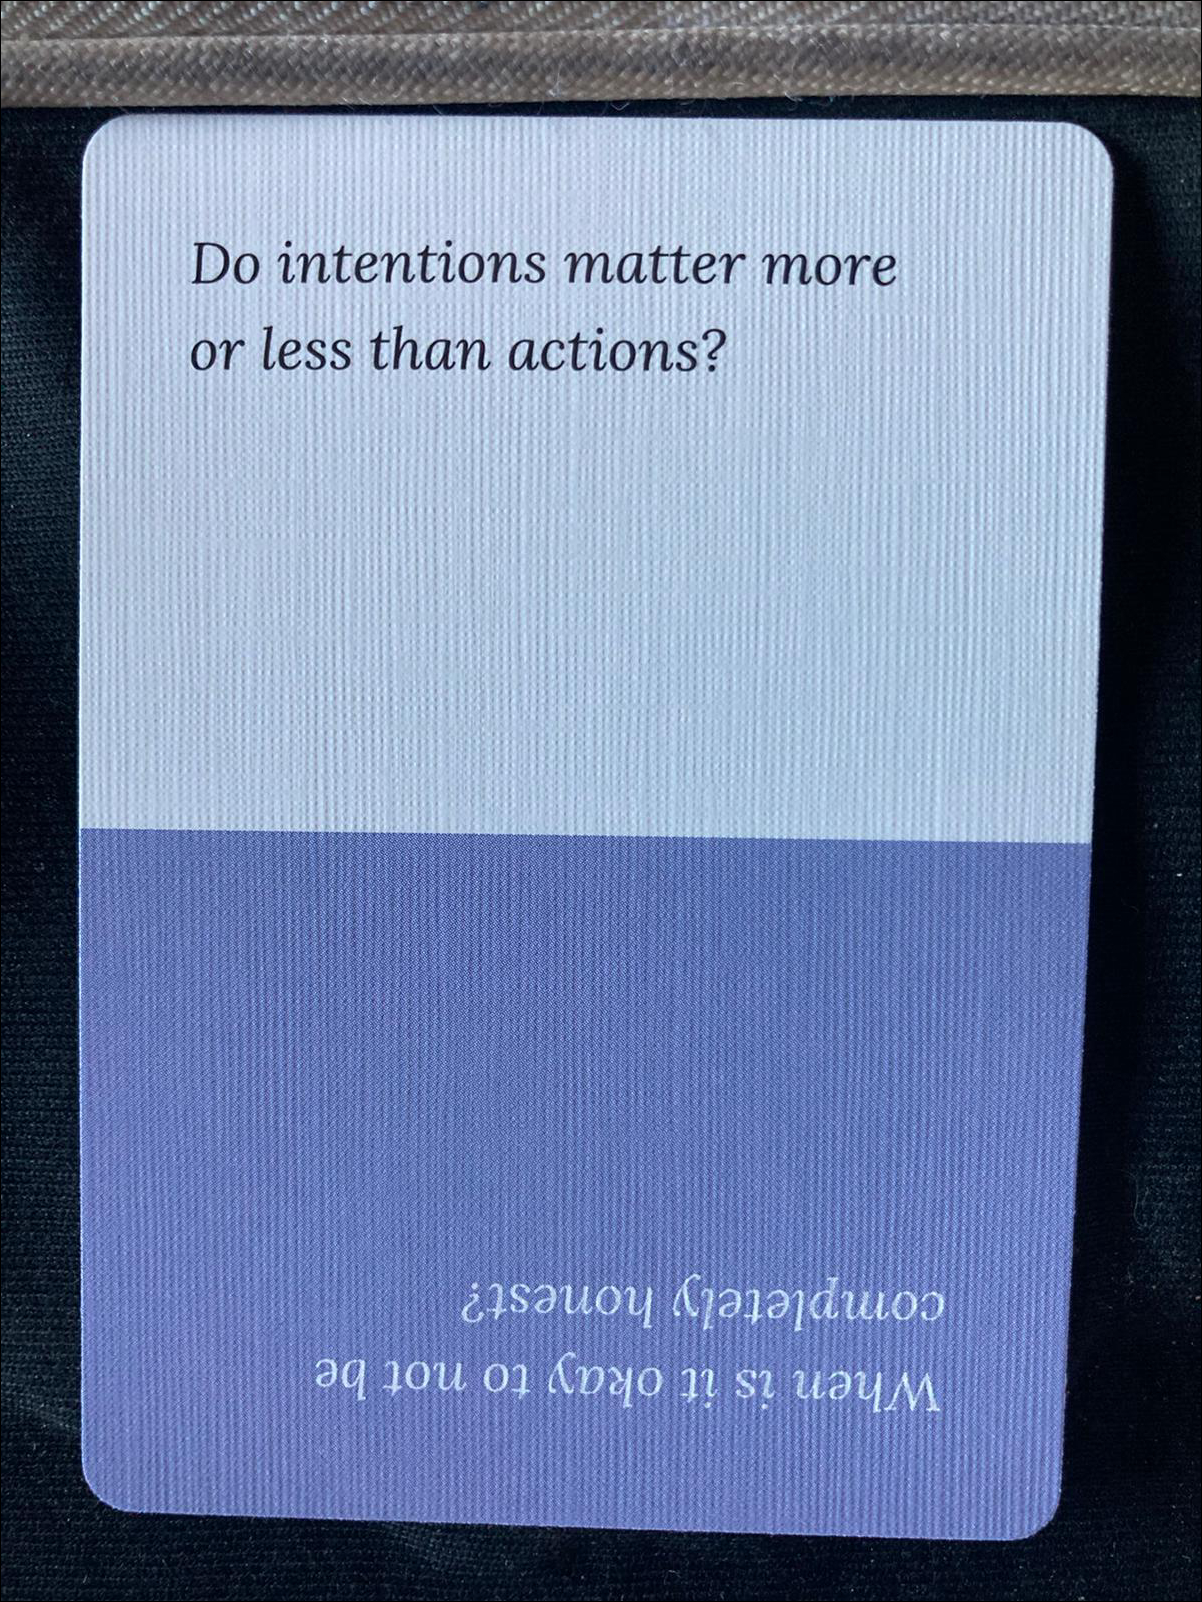 Do intentions matter more
or less than actions?
When is it okay to not be
completely honest?